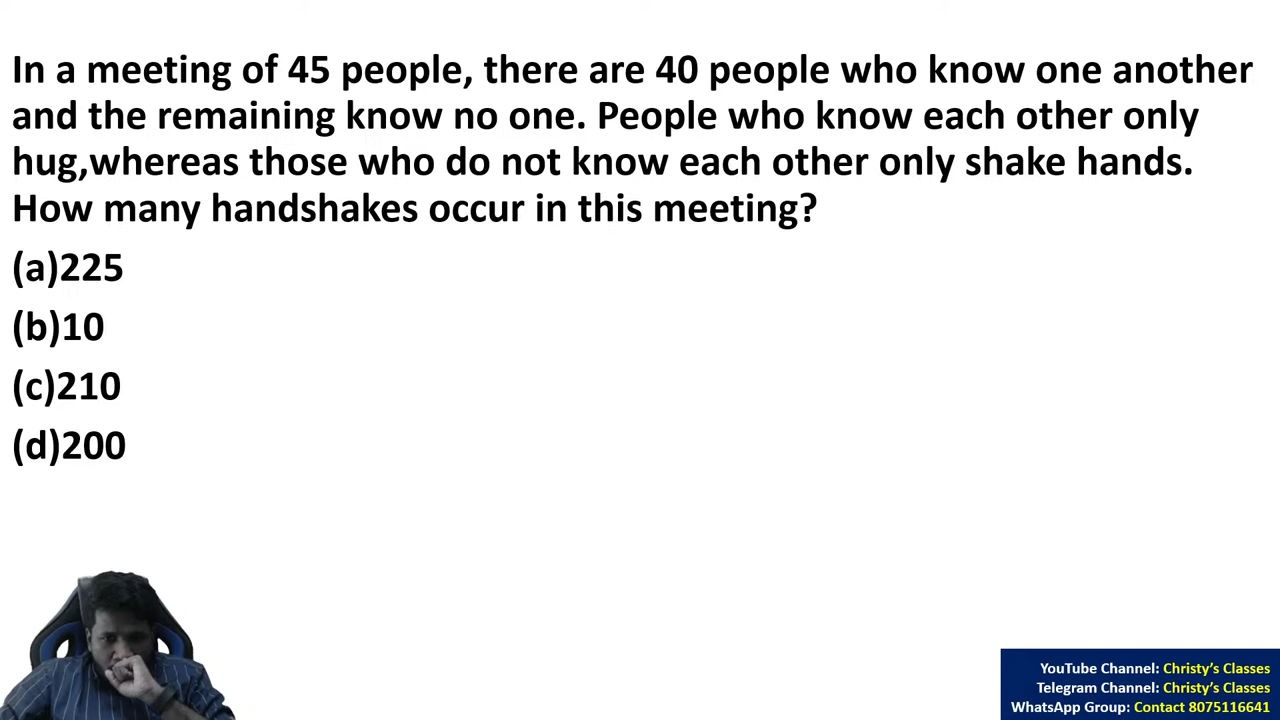 In a meeting of 45 people, there are 40 people who know one another
and the remaining know no one. People who know each other only
hug,whereas those who do not know each other only shake hands.
How many handshakes occur in this meeting?
(a)225
(b)10
(c)210
(d)200
YouTube Channel: Christy's Classes
Telegram Channel: Christy's Classes
WhatsApp Group: Contact 8075116641